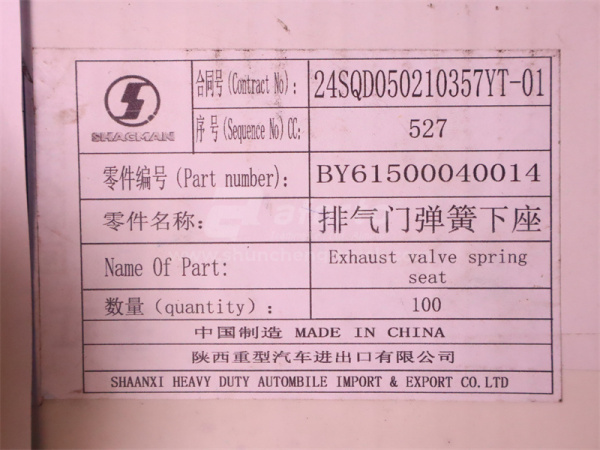 SHACMAN
合同号(Contract No): 24SQD050210357YT-01
序号(Sequence No)CC: 527
零件编号(Part number): BY61500040014
零件名称: 排气门弹簧下座
Name Of Part: Exhaust valve spring
seat
数量(quantity): 100
中国制造 MADE IN CHINA
陕西重型汽车进出口有限公司
SHAANXI HEAVY DUTY AUTOMBILE IMPORT & EXPORT CO.LTD